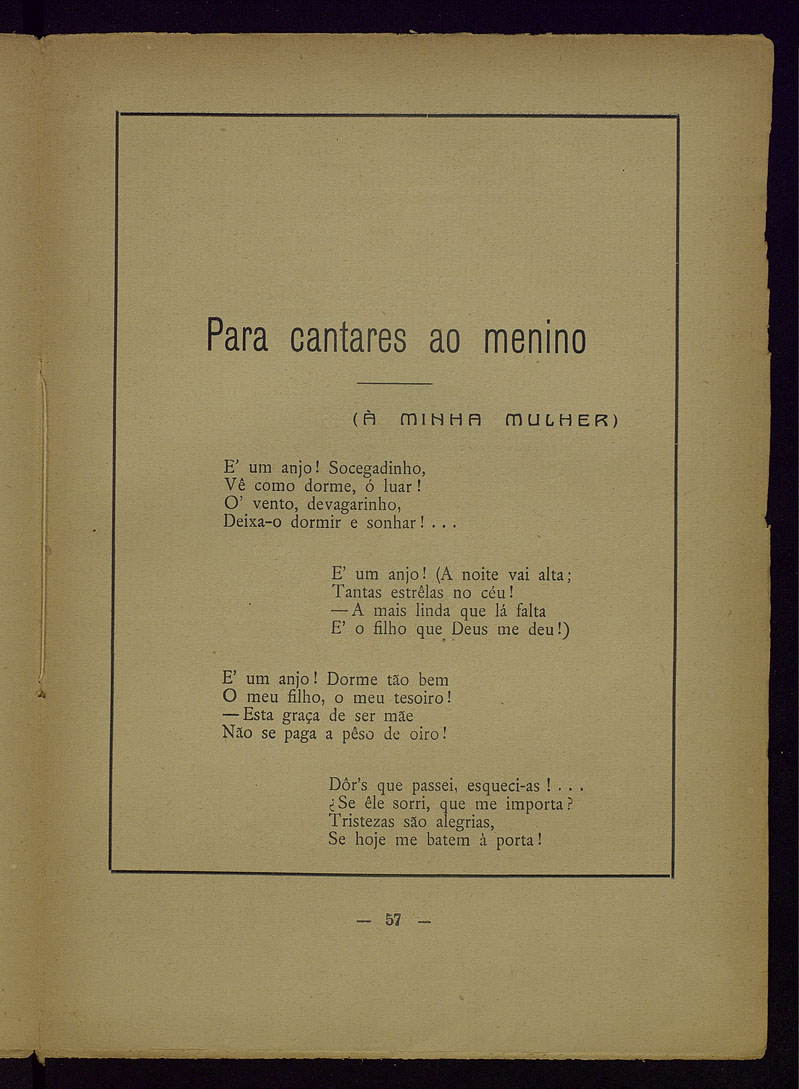 Para cantares ao menino
(À MINHA MULHER)
E' um anjo! Socegadinho,
Vê como dorme, ó luar!
O' vento, devagarinho,
Deixa-o dormir e sonhar! . . .
E' um anjo! (A noite vai alta;
Tantas estrêlas no céu!
—A mais linda que lá falta
E' o filho que Deus me deu!)
E' um anjo! Dorme tão bem
O meu filho, o meu tesoiro!
—Esta graça de ser mãe
Não se paga a pêso de oiro!
Dôr's que passei, esqueci-as ! . . .
¿Se êle sorri, que me importa?
Tristezas são alegrias,
Se hoje me batem à porta!
— 57 —